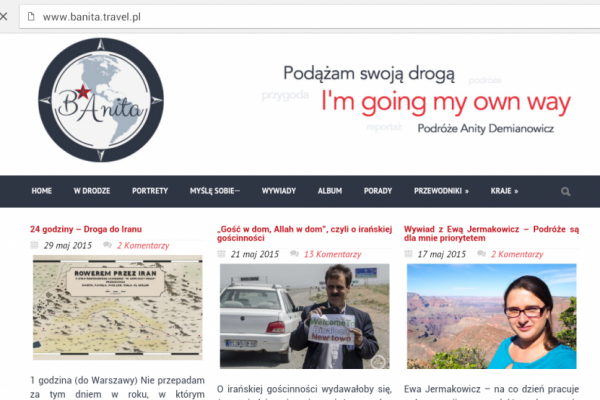 www.banita.travel.pl
BAnita
Podążam swoją drogą
podróże
przygoda
I'm going my own way
reportaż
Podróże Anity Demianowicz
HOME W DRODZE PORTRETY MYŚLĘ SOBIE··· WYWIADY ALBUM PORADY PRZEWODNIKI » KRAJE »
24 godziny – Droga do Iranu
29 maj 2015 2 Komentarzy
ROWEREM PRZEZ IRAN
1 godzina (do Warszawy) Nie przepadam
za tym dniem w roku, w którym
„Gość w dom, Allah w dom”, czyli o irańskiej
gościnności
21 maj 2015 13 Komentarzy
Welcome To
New town
O irańskiej gościnności wydawałoby się,
Wywiad z Ewą Jermakowicz – Podróże są
dla mnie priorytetem
17 maj 2015 2 Komentarzy
Ewa Jermakowicz – na co dzień pracuje